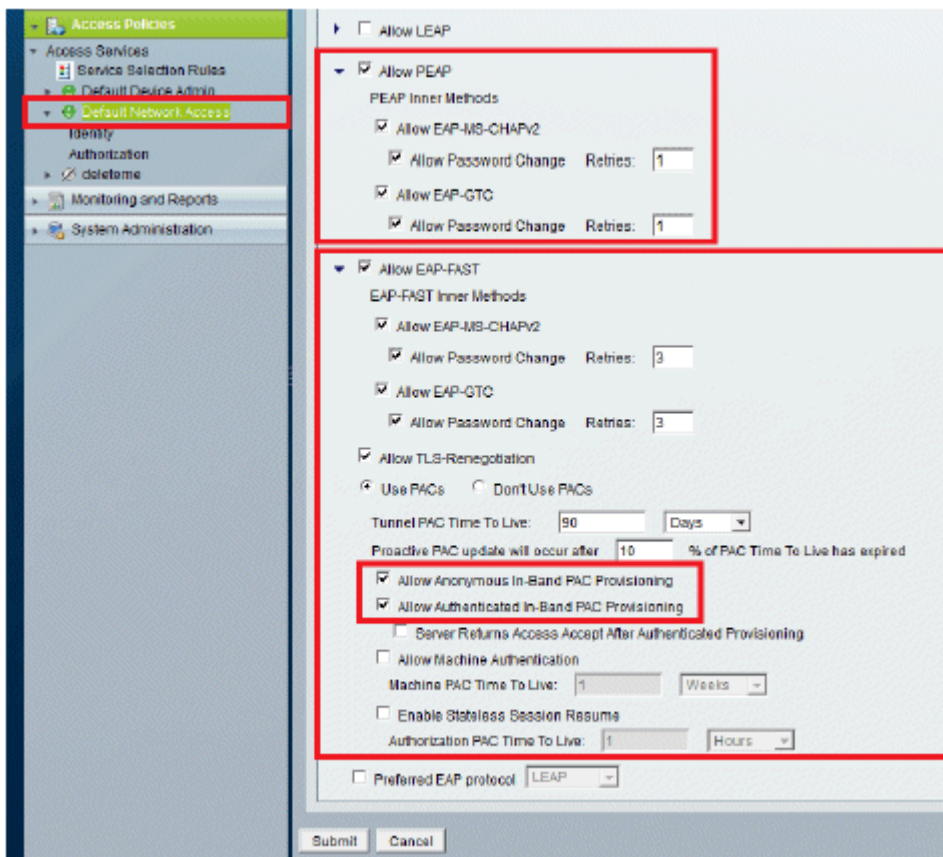 Access Policies
Access Services
Service Selection Rules
Default Device Admin
Default Network Access
Identity
Authorization
deleteme
Monitoring and Reports
System Administration
Allow LEAP
Allow PEAP
PEAP Inner Methods
Allow EAP-MS-CHAPv2
Allow Password Change Retries: 1
Allow EAP-GTC
Allow Password Change Retries: 1
Allow EAP-FAST
EAP-FAST Inner Methods
Allow EAP-MS-CHAPv2
Allow Password Change Retries: 3
Allow EAP-GTC
Allow Password Change Retries: 3
Allow TLS-Renegotiation
Use PACs Don't Use PACs
Tunnel PAC Time To Live: 90 Days
Proactive PAC update will occur after 10 % of PAC Time To Live has expired
Allow Anonymous In-Band PAC Provisioning
Allow Authenticated In-Band PAC Provisioning
Server Returns Access Accept After Authenticated Provisioning
Allow Machine Authentication
Machine PAC Time To Live: 1 Weeks
Enable Stateless Session Resume
Authorization PAC Time To Live: 1 Hours
Preferred EAP protocol LEAP
Submit Cancel